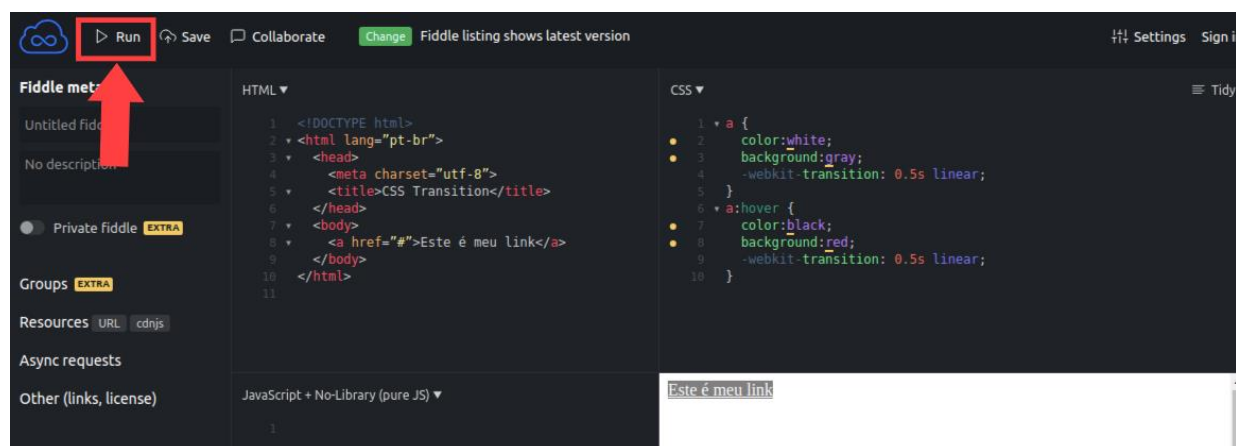 Run Save Collaborate Change Fiddle listing shows latest version Settings Sign i
Fiddle met
Untitled fid
No description
Private fiddle EXTRA
Groups EXTRA
Resources URL cdnjs
Async requests
Other (links, license)
HTML ▼
1 <!DOCTYPE html>
2 <html lang="pt-br">
3 <head>
4 <meta charset="utf-8">
5 <title>CSS Transition</title>
6 </head>
7 <body>
8 <a href="#">Este é meu link</a>
9 </body>
10 </html>
11
CSS ▼ Tidy
1 a {
2 color:white;
3 background:gray;
4 -webkit-transition: 0.5s linear;
5 }
6 a:hover {
7 color:black;
8 background:red;
9 -webkit-transition: 0.5s linear;
10 }
JavaScript + No-Library (pure JS) ▼
1
Este é meu link